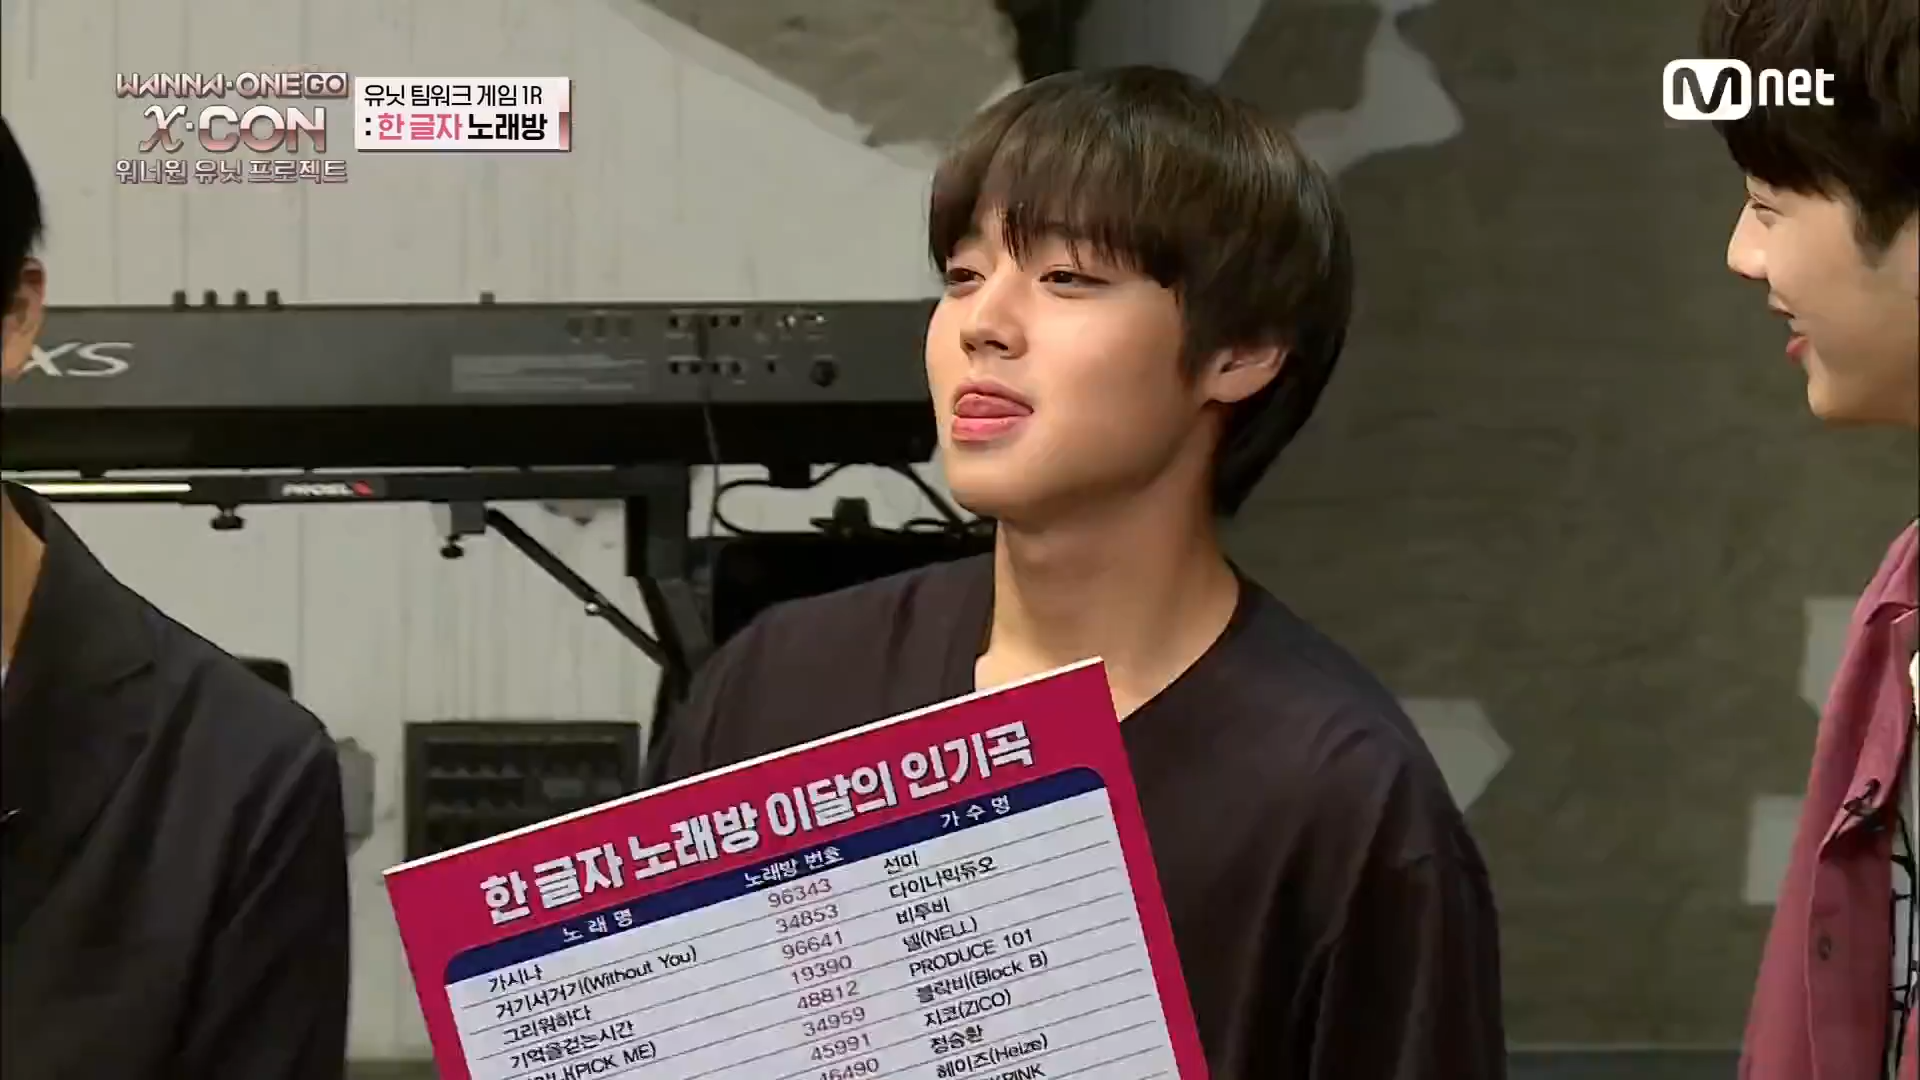 WANNA·ONE GO
X·CON
워너원 유닛 프로젝트
유닛 팀워크 게임 1R
: 한 글자 노래방
Mnet
XS
PROEL
한 글자 노래방 이달의 인기곡
노래명 노래방 번호 가수명
가시나 96343 선미
거기서거기(Without You) 34853 다이나믹듀오
그리워하다 96641 비투비
기억을걷는시간 19390 넬(NELL)
(PICK ME) 48812 PRODUCE 101
34959 블락비(Block B)
45991 지코(ZICO)
46490 정승환
헤이즈(Heize)